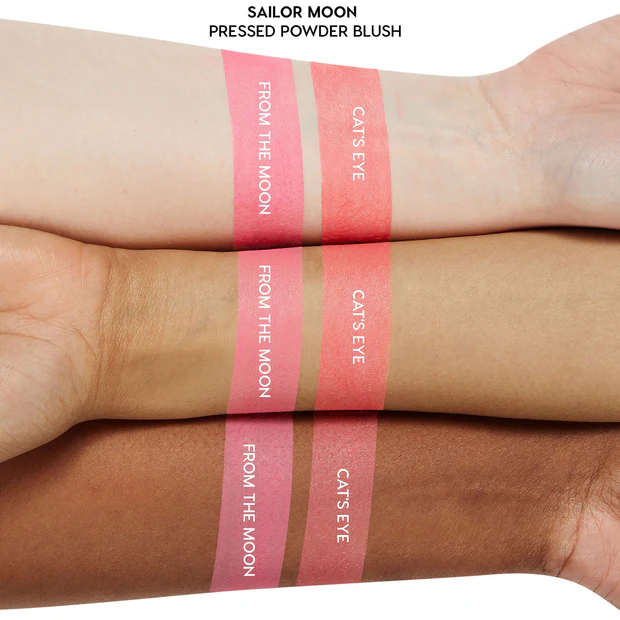 SAILOR MOON
PRESSED POWDER BLUSH
FROM THE MOON
CAT'S EYE
FROM THE MOON
CAT'S EYE
FROM THE MOON
CAT'S EYE